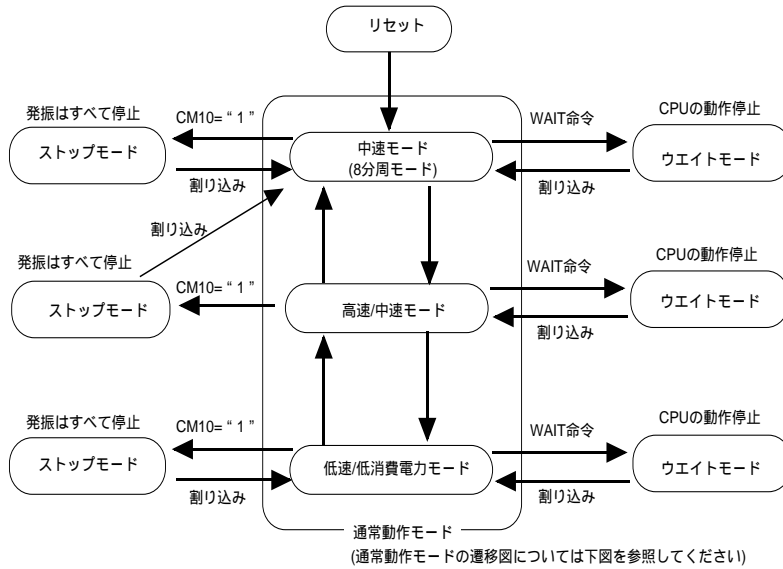 リセット
発振はすべて停止
CM10= “ 1 ”
ストップモード
割り込み
中速モード
(8分周モード)
WAIT命令
CPUの動作停止
ウエイトモード
割り込み
割り込み
発振はすべて停止
CM10= “ 1 ”
ストップモード
高速/中速モード
WAIT命令
CPUの動作停止
ウエイトモード
割り込み
発振はすべて停止
CM10= “ 1 ”
ストップモード
割り込み
低速/低消費電力モード
WAIT命令
CPUの動作停止
ウエイトモード
割り込み
通常動作モード
(通常動作モードの遷移図については下図を参照してください)